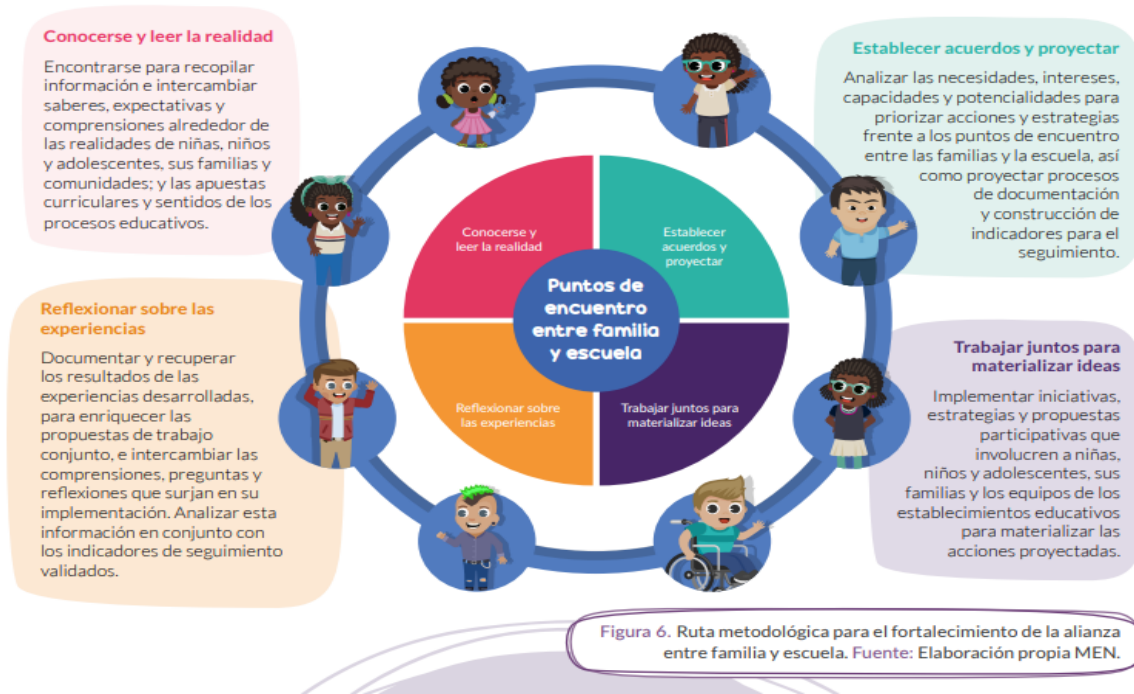 Conocerse y leer la realidad
Encontrarse para recopilar
información e intercambiar
saberes, expectativas y
comprensiones alrededor de
las realidades de niñas, niños
y adolescentes, sus familias y
comunidades; y las apuestas
curriculares y sentidos de los
procesos educativos.
Establecer acuerdos y proyectar
Analizar las necesidades, intereses,
capacidades y potencialidades para
priorizar acciones y estrategias
frente a los puntos de encuentro
entre las familias y la escuela, así
como proyectar procesos
de documentación
y construcción de
indicadores para el
seguimiento.
Conocerse y
leer la realidad
Establecer
acuerdos y
proyectar
Puntos de
encuentro
entre familia
y escuela
Reflexionar sobre
las experiencias
Trabajar juntos para
materializar ideas
Reflexionar sobre las
experiencias
Documentar y recuperar
los resultados de las
experiencias desarrolladas,
para enriquecer las
propuestas de trabajo
conjunto, e intercambiar las
comprensiones, preguntas y
reflexiones que surjan en su
implementación. Analizar esta
información en conjunto con
los indicadores de seguimiento
validados.
Trabajar juntos para
materializar ideas
Implementar iniciativas,
estrategias y propuestas
participativas que
involucren a niñas,
niños y adolescentes, sus
familias y los equipos de los
establecimientos educativos
para materializar las
acciones proyectadas.
Figura 6. Ruta metodológica para el fortalecimiento de la alianza
entre familia y escuela. Fuente: Elaboración propia MEN.